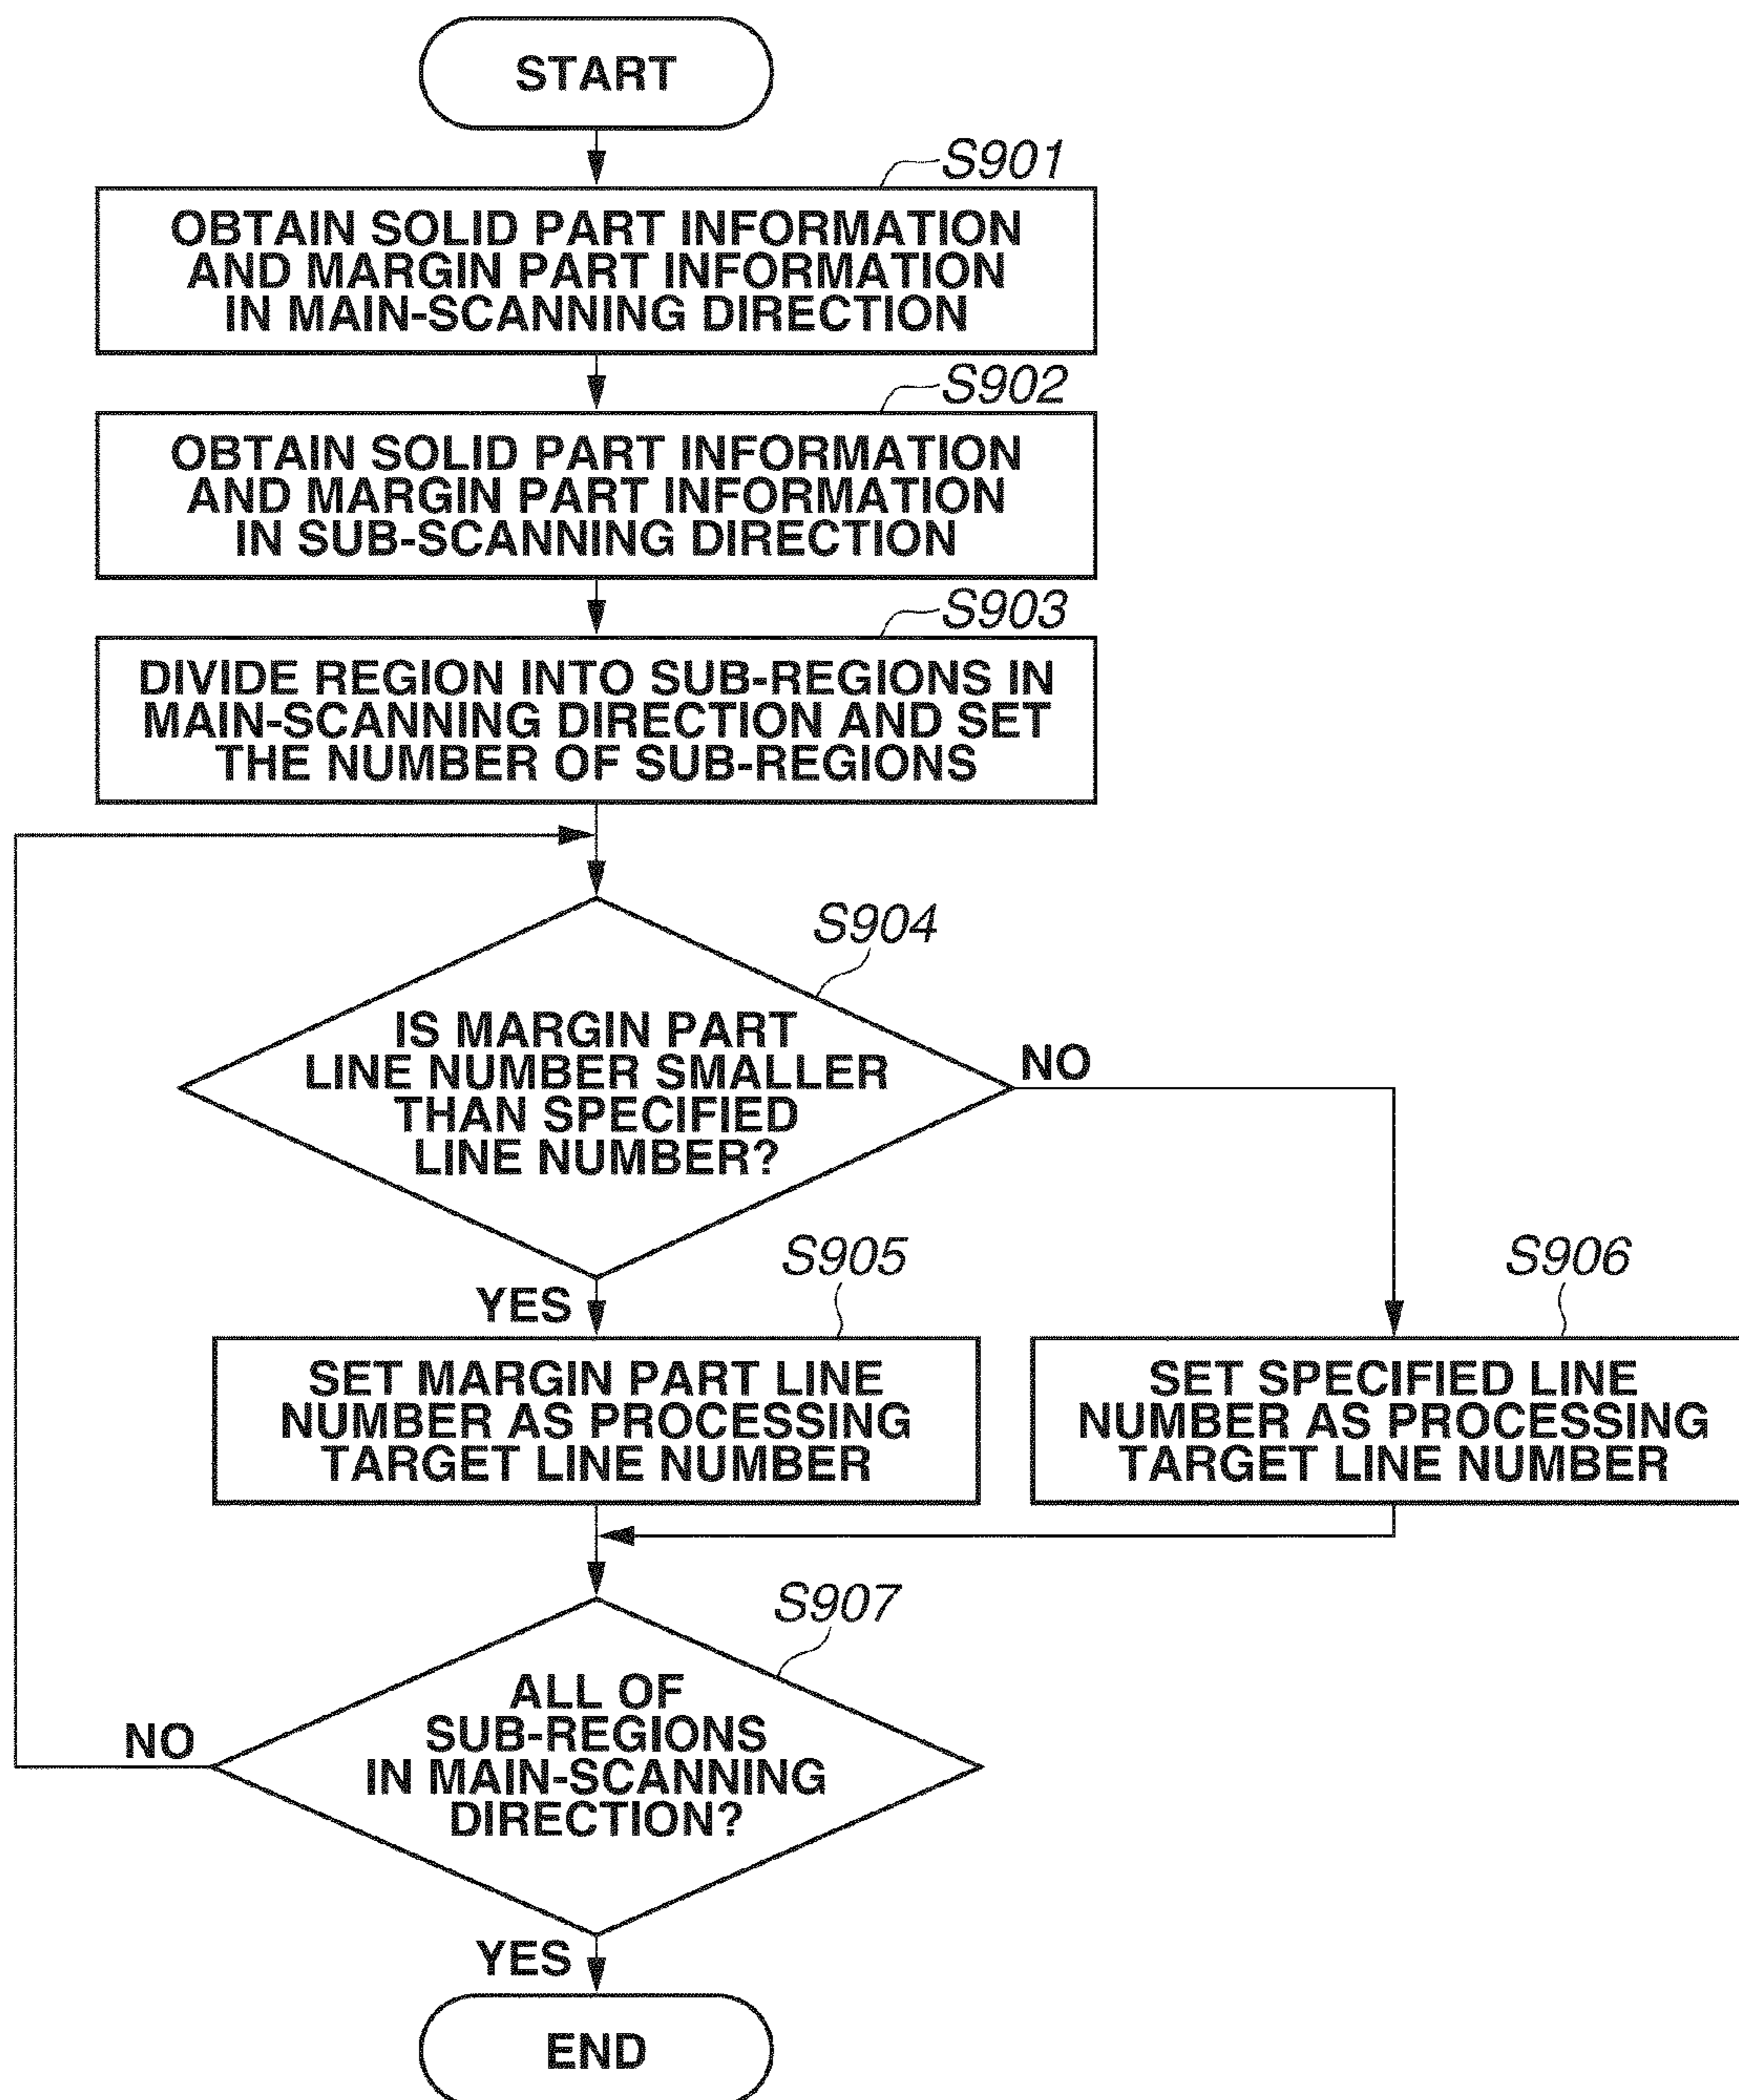 START
S901
OBTAIN SOLID PART INFORMATION
AND MARGIN PART INFORMATION
IN MAIN-SCANNING DIRECTION
S902
OBTAIN SOLID PART INFORMATION
AND MARGIN PART INFORMATION
IN SUB-SCANNING DIRECTION
S903
DIVIDE REGION INTO SUB-REGIONS IN
MAIN-SCANNING DIRECTION AND SET
THE NUMBER OF SUB-REGIONS
S904
IS MARGIN PART
LINE NUMBER SMALLER
THAN SPECIFIED
LINE NUMBER?
NO
YES
S905
SET MARGIN PART LINE
NUMBER AS PROCESSING
TARGET LINE NUMBER
S906
SET SPECIFIED LINE
NUMBER AS PROCESSING
TARGET LINE NUMBER
S907
ALL OF
SUB-REGIONS
IN MAIN-SCANNING
DIRECTION?
NO
YES
END